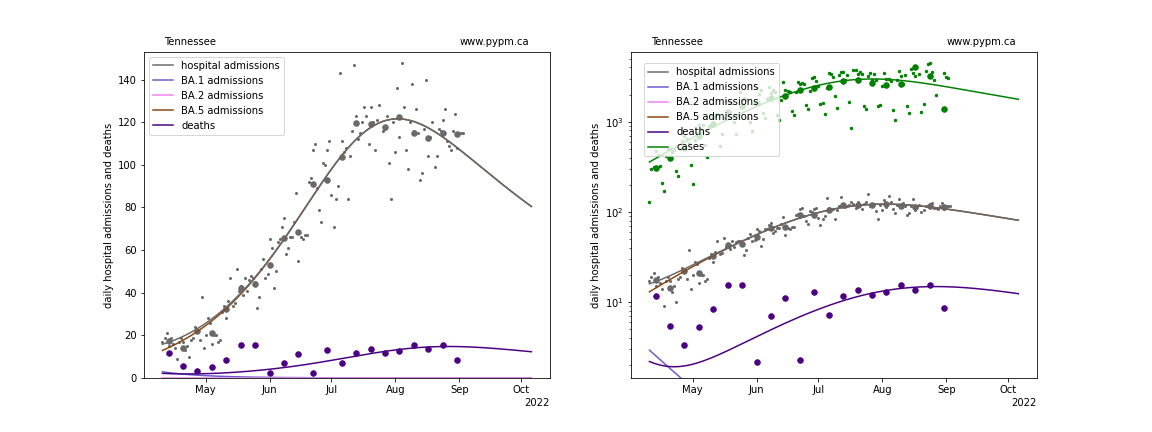 Tennessee
www.pypm.ca
daily hospital admissions and deaths
140
120
100
80
60
40
20
0
hospital admissions
BA.1 admissions
BA.2 admissions
BA.5 admissions
deaths
May
Jun
Jul
Aug
Sep
Oct
2022
Tennessee
www.pypm.ca
daily hospital admissions and deaths
10³
10²
10¹
hospital admissions
BA.1 admissions
BA.2 admissions
BA.5 admissions
deaths
cases
May
Jun
Jul
Aug
Sep
Oct
2022